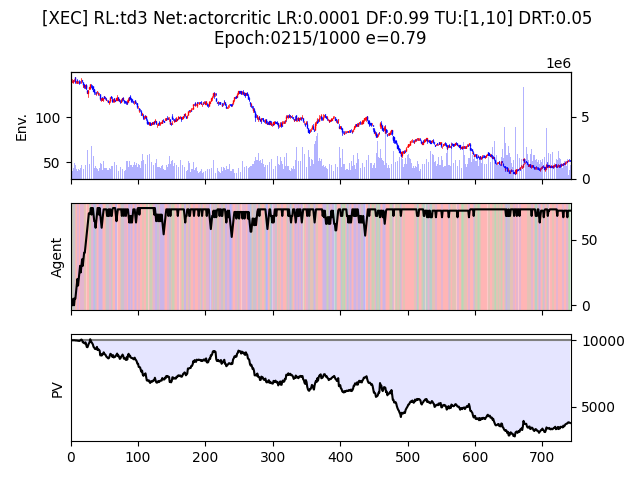 [XEC] RL:td3 Net:actorcritic LR:0.0001 DF:0.99 TU:[1,10] DRT:0.05
Epoch:0215/1000 e=0.79
1e6
Env.
100
50
5
0
Agent
50
0
PV
10000
5000
0 100 200 300 400 500 600 700